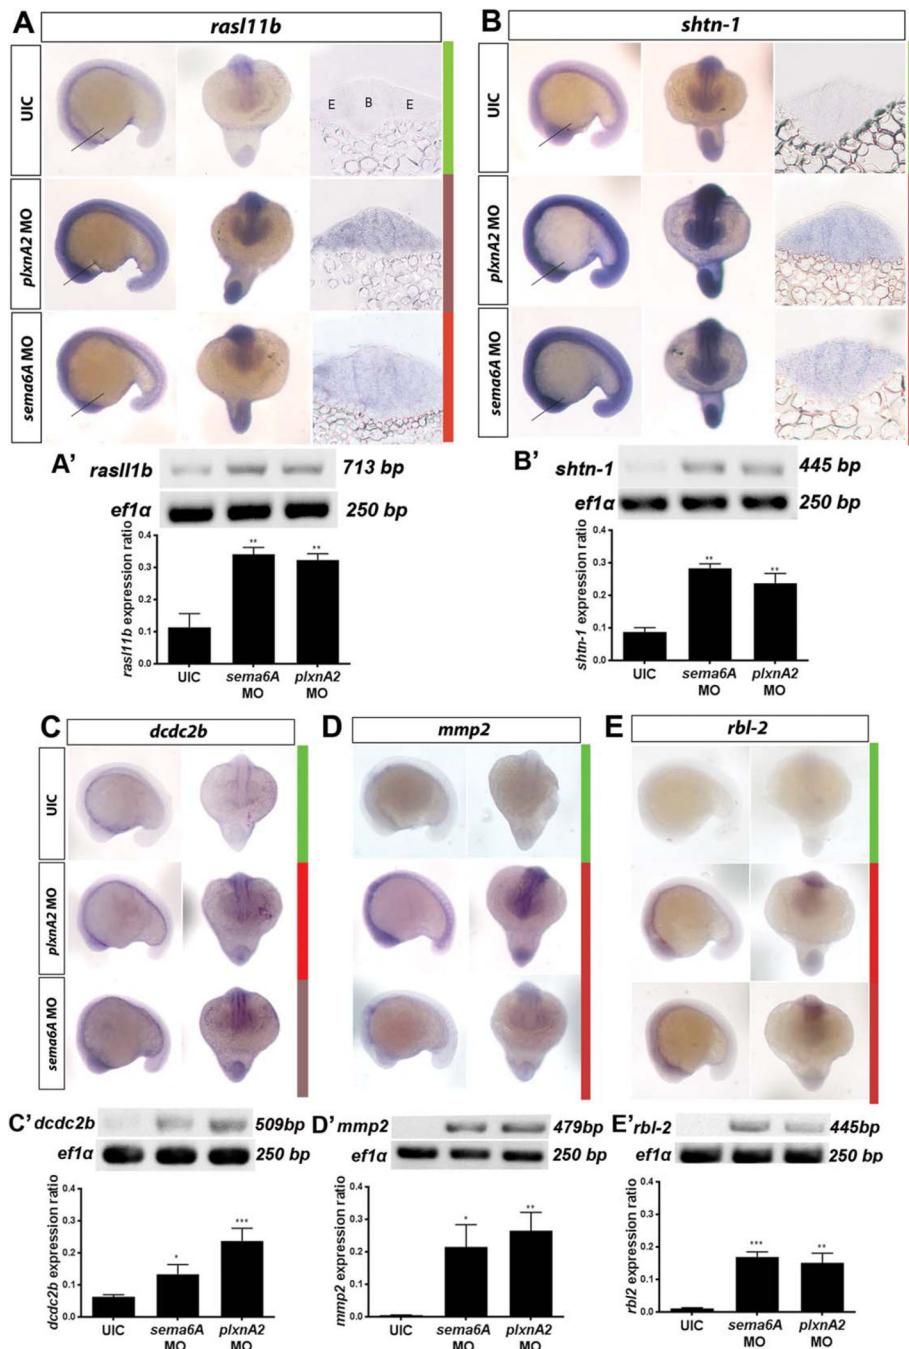 A rasl11b
B shtn-1
UIC
E B E
plxnA2 MO
sema6A MO
UIC
plxnA2 MO
sema6A MO
A' rasll1b 713 bp
ef1α 250 bp
rasl11b expression ratio
0.4
0.3
0.2
0.1
0.0
** **
UIC sema6A MO plxnA2 MO
B' shtn-1 445 bp
ef1α 250 bp
shtn-1 expression ratio
0.4
0.3
0.2
0.1
0.0
** **
UIC sema6A MO plxnA2 MO
C dcdc2b
D mmp2
E rbl-2
UIC
plxnA2 MO
sema6A MO
C' dcdc2b 509bp
ef1α 250 bp
dcdc2b expression ratio
0.4
0.3
0.2
0.1
0.0
* ***
UIC sema6A MO plxnA2 MO
D' mmp2 479bp
ef1α 250 bp
mmp2 expression ratio
0.4
0.3
0.2
0.1
0.0
* **
UIC sema6A MO plxnA2 MO
E' rbl-2 445bp
ef1α 250 bp
rbl2 expression ratio
0.4
0.3
0.2
0.1
0.0
*** **
UIC sema6A MO plxnA2 MO